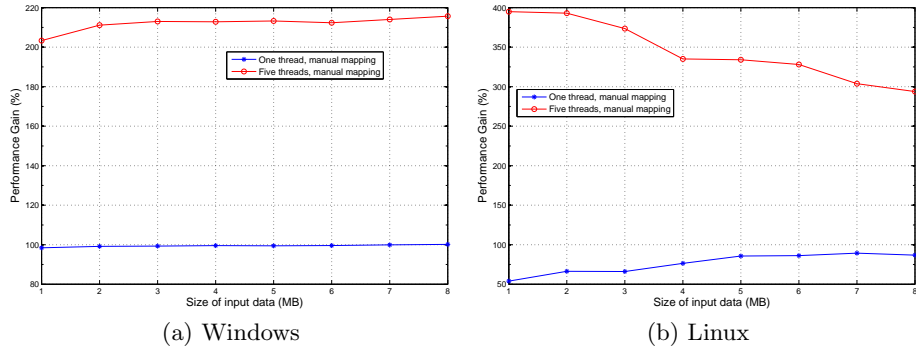 220
200
180
160
140
120
100
80
Performance Gain (%)
One thread, manual mapping
Five threads, manual mapping
1 2 3 4 5 6 7 8
Size of input data (MB)
(a) Windows
400
350
300
250
200
150
100
50
Performance Gain (%)
One thread, manual mapping
Five threads, manual mapping
1 2 3 4 5 6 7 8
Size of input data (MB)
(b) Linux